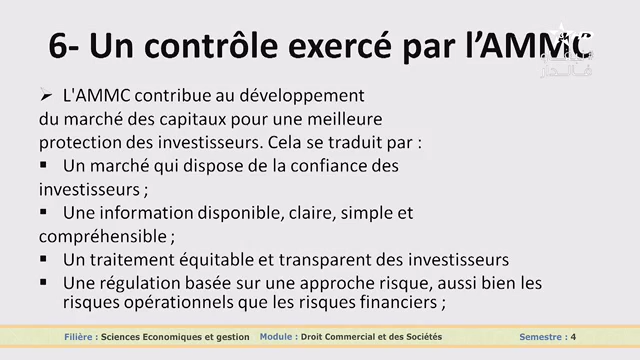 6- Un contrôle exercé par l’AMMC
➢ L'AMMC contribue au développement
du marché des capitaux pour une meilleure
protection des investisseurs. Cela se traduit par :
▪ Un marché qui dispose de la confiance des
investisseurs ;
▪ Une information disponible, claire, simple et
compréhensible ;
▪ Un traitement équitable et transparent des investisseurs
▪ Une régulation basée sur une approche risque, aussi bien les
risques opérationnels que les risques financiers ;
Filière : Sciences Economiques et gestion Module : Droit Commercial et des Sociétés Semestre : 4